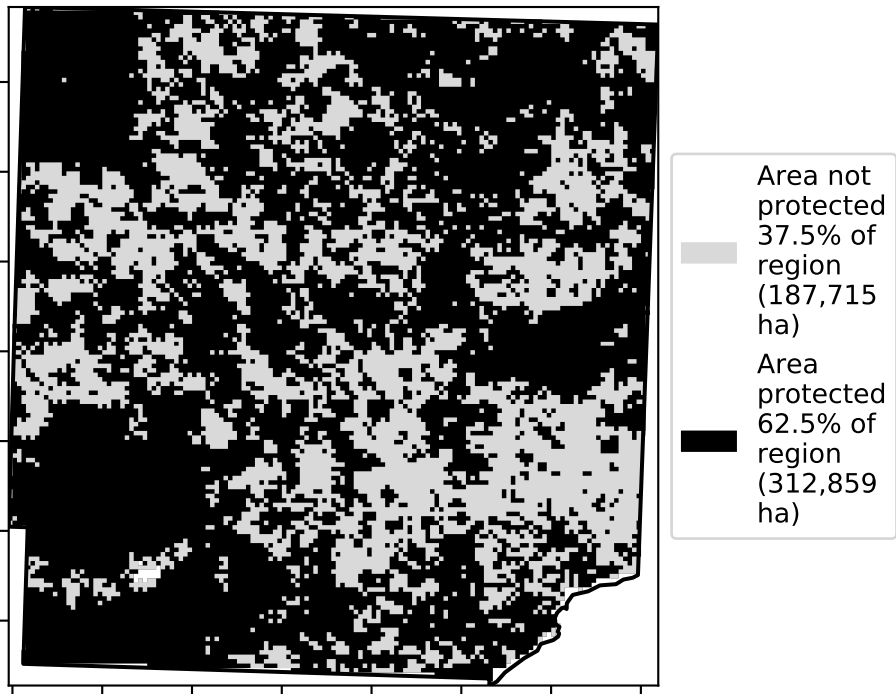 Area not
protected
37.5% of
region
(187,715
ha)
Area
protected
62.5% of
region
(312,859
ha)